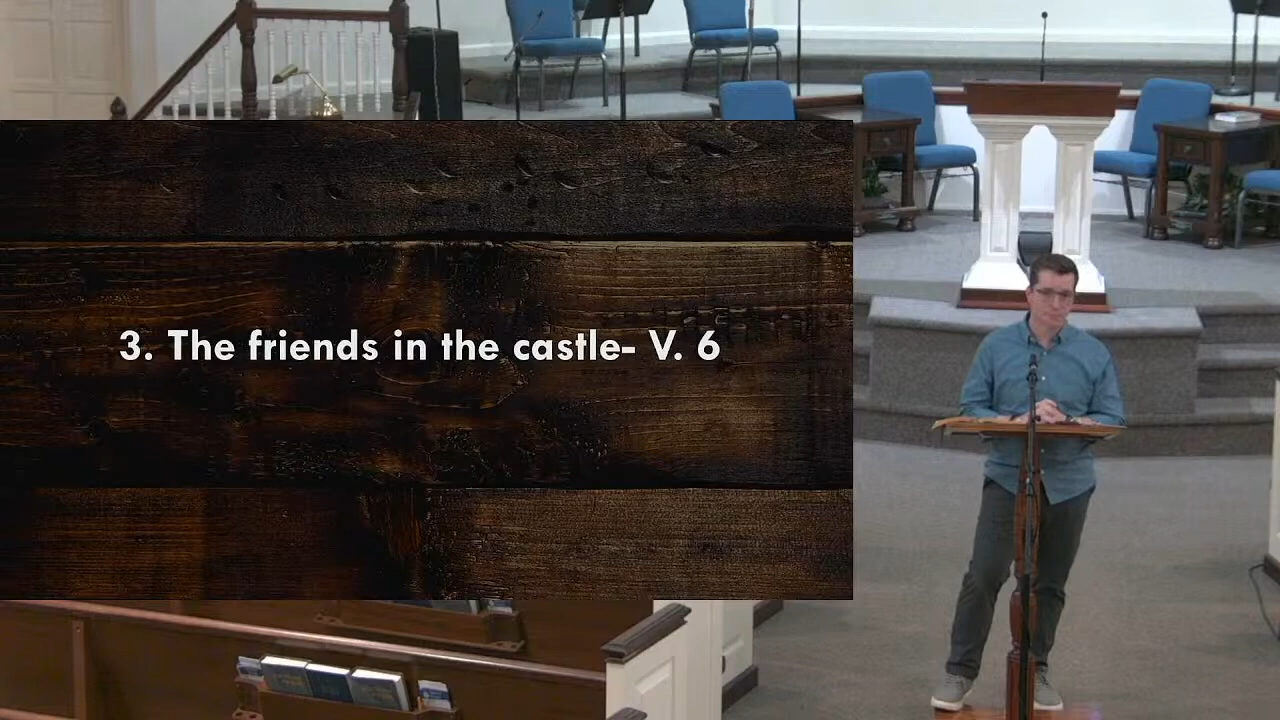 3. The friends in the castle- V. 6